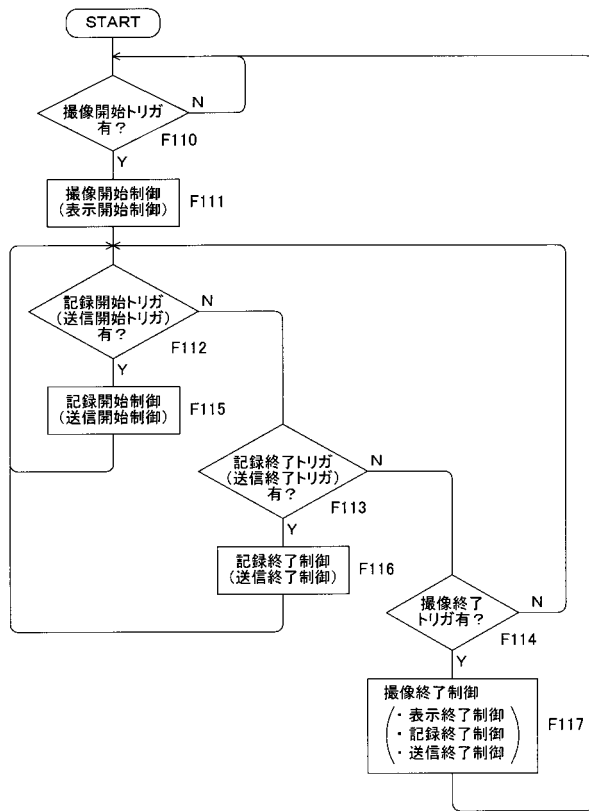 START
撮像開始トリガ
有?
N
F110
Y
撮像開始制御
(表示開始制御)
F111
記録開始トリガ
(送信開始トリガ)
有?
N
F112
Y
記録開始制御
(送信開始制御)
F115
記録終了トリガ
(送信終了トリガ)
有?
N
F113
Y
記録終了制御
(送信終了制御)
F116
撮像終了
トリガ有?
N
F114
Y
撮像終了制御
・表示終了制御
・記録終了制御
・送信終了制御
F117